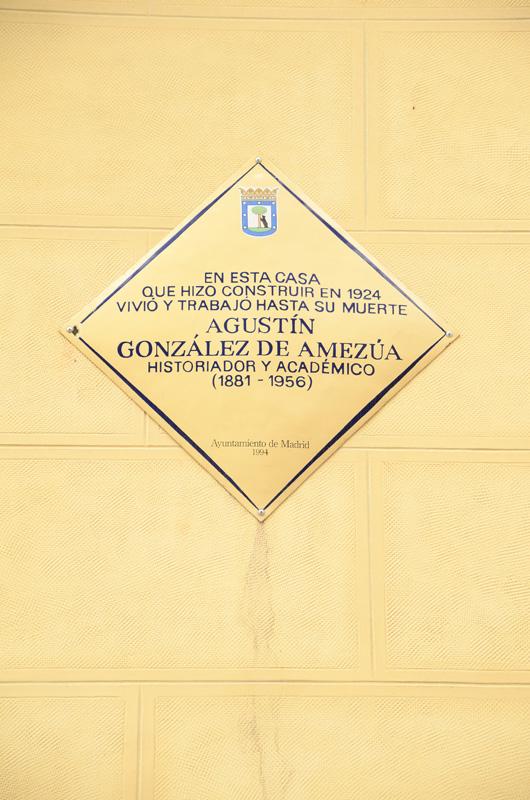 EN ESTA CASA
QUE HIZO CONSTRUIR EN 1924
VIVIÓ Y TRABAJÓ HASTA SU MUERTE
AGUSTÍN
GONZÁLEZ DE AMEZÚA
HISTORIADOR Y ACADÉMICO
(1881 - 1956)
Ayuntamiento de Madrid
1994